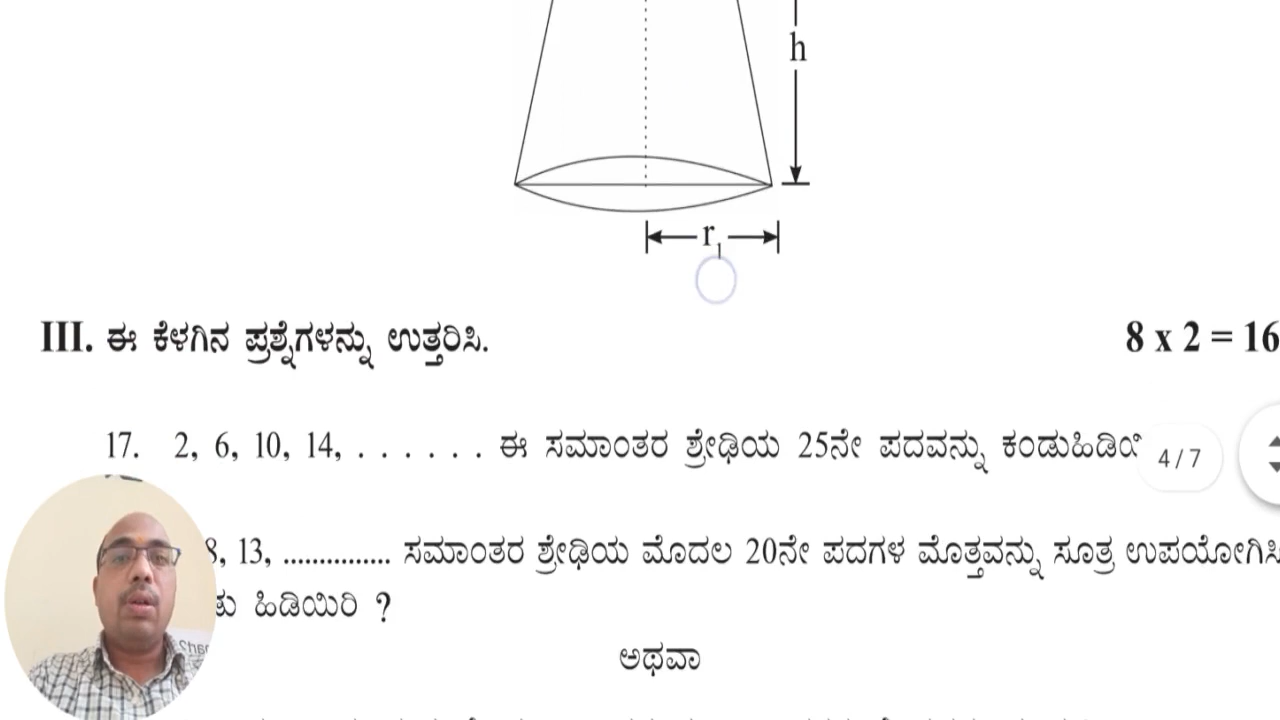 h
r1
III. ಈ ಕೆಳಗಿನ ಪ್ರಶ್ನೆಗಳನ್ನು ಉತ್ತರಿಸಿ. 8 x 2 = 16
17. 2, 6, 10, 14, . . . . . . ಈ ಸಮಾಂತರ ಶ್ರೇಢಿಯ 25ನೇ ಪದವನ್ನು
4 / 7
8, 13, .............. ಸಮಾಂತರ ಶ್ರೇಢಿಯ ಮೊದಲ 20ನೇ ಪದಗಳ ಮೊತ್ತವನ್ನು ಸೂತ್ರ
ಹಿಡಿಯಿರಿ ?
ಅಥವಾ